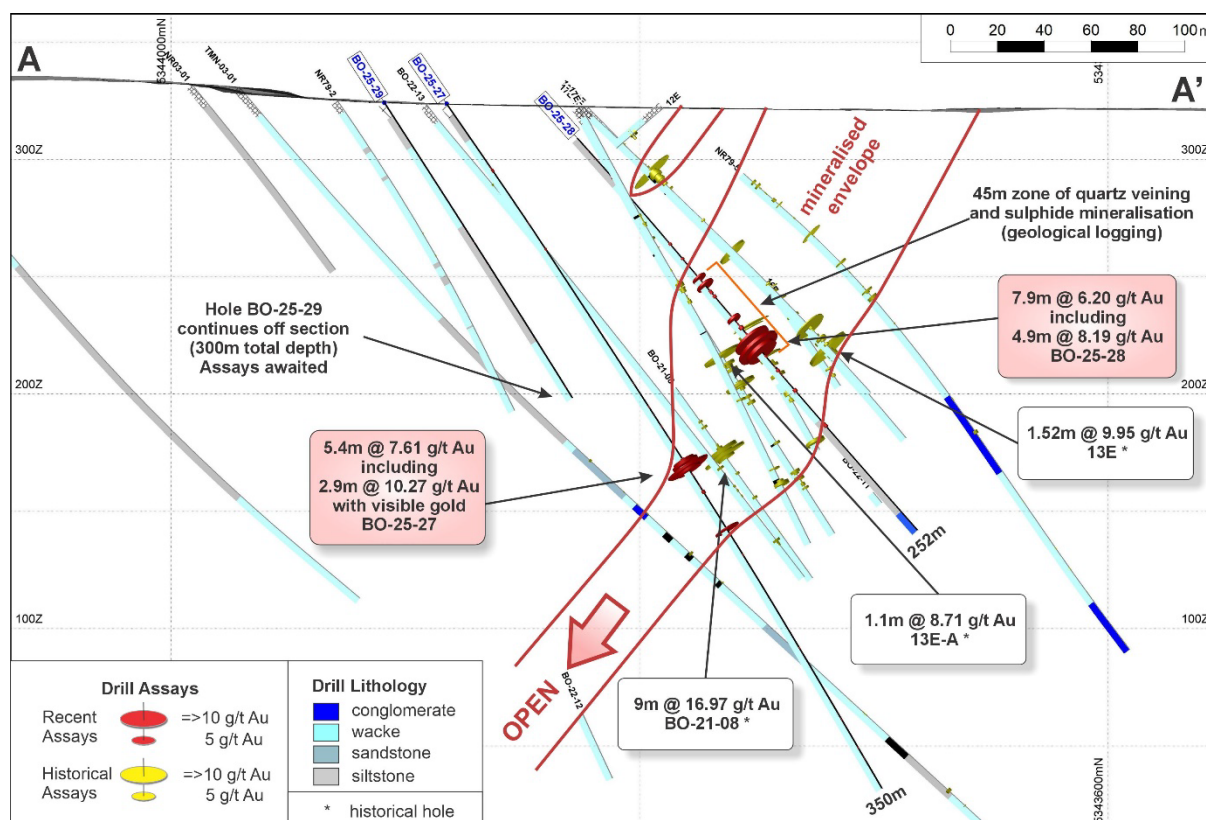 A
A'
5344000mN
534
5343600mN
0 20 40 60 80 100m
NR03-01
TMN-03-01
NR79-2
BO-25-29
BO-22-13
BO-25-27
BO-25-28
12E
300Z
300Z
200Z
200Z
100Z
100Z
mineralised
envelope
45m zone of quartz veining
and sulphide mineralisation
(geological logging)
7.9m @ 6.20 g/t Au
including
4.9m @ 8.19 g/t Au
BO-25-28
Hole BO-25-29
continues off section
(300m total depth)
Assays awaited
5.4m @ 7.61 g/t Au
including
2.9m @ 10.27 g/t Au
with visible gold
BO-25-27
1.52m @ 9.95 g/t Au
13E *
252m
1.1m @ 8.71 g/t Au
13E-A *
9m @ 16.97 g/t Au
BO-21-08 *
OPEN
BO-22-12
350m
Drill Assays
Recent
Assays
=>10 g/t Au
5 g/t Au
Historical
Assays
=>10 g/t Au
5 g/t Au
Drill Lithology
conglomerate
wacke
sandstone
siltstone
* historical hole